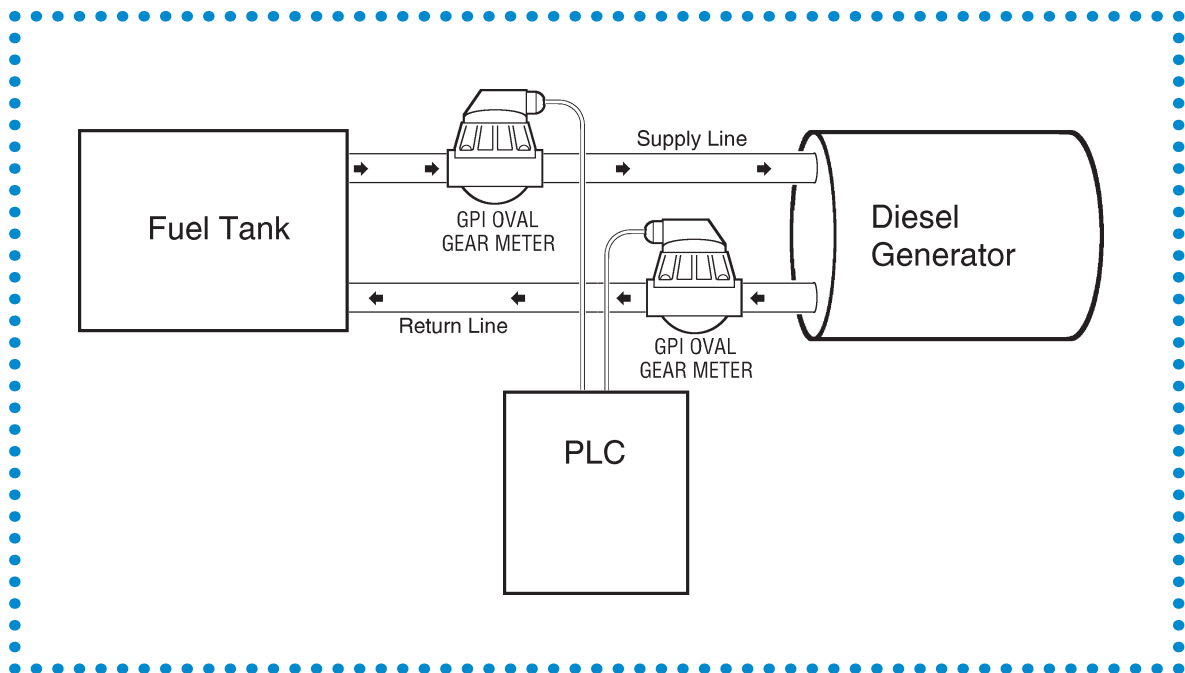 Supply Line
Fuel Tank
GPI OVAL
GEAR METER
Diesel
Generator
Return Line
GPI OVAL
GEAR METER
PLC